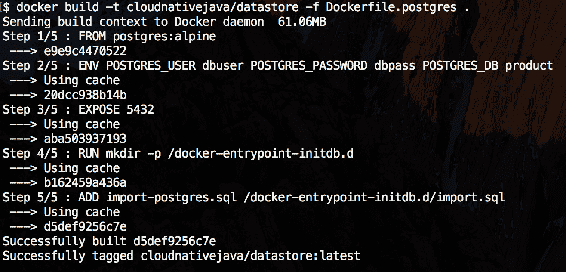 $ docker build -t cloudnativejava/datastore -f Dockerfile.postgres .
Sending build context to Docker daemon  61.06MB
Step 1/5 : FROM postgres:alpine
 ---> e9e9c4470522
Step 2/5 : ENV POSTGRES_USER dbuser POSTGRES_PASSWORD dbpass POSTGRES_DB product
 ---> Using cache
 ---> 20dcc938b14b
Step 3/5 : EXPOSE 5432
 ---> Using cache
 ---> aba503937193
Step 4/5 : RUN mkdir -p /docker-entrypoint-initdb.d
 ---> Using cache
 ---> b162459a436a
Step 5/5 : ADD import-postgres.sql /docker-entrypoint-initdb.d/import.sql
 ---> Using cache
 ---> d5def9256c7e
Successfully built d5def9256c7e
Successfully tagged cloudnativejava/datastore:latest